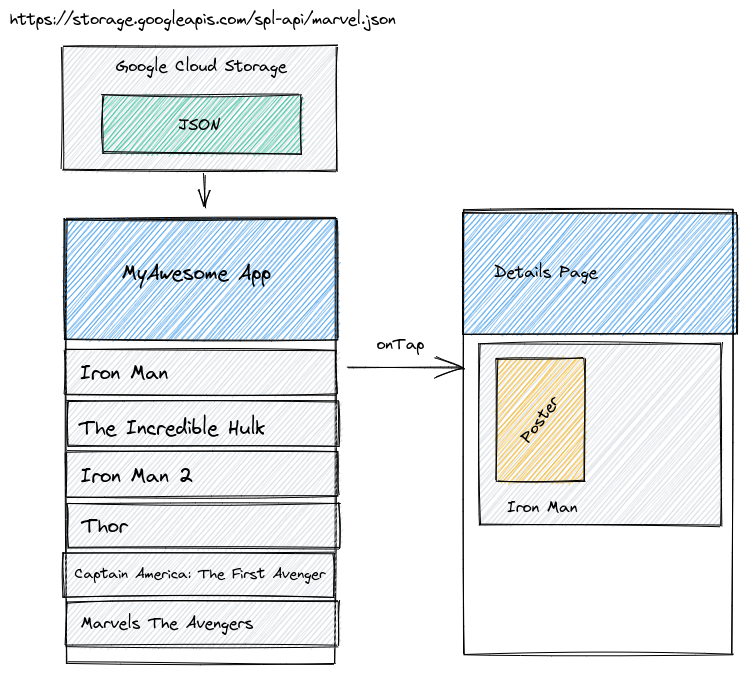 https://storage.googleapis.com/spl-api/marvel.json
Google Cloud Storage
JSON
MyAwesome App
Iron Man
The Incredible Hulk
Iron Man 2
Thor
Captain America: The First Avenger
Marvels The Avengers
onTap
Details Page
Poster
Iron Man